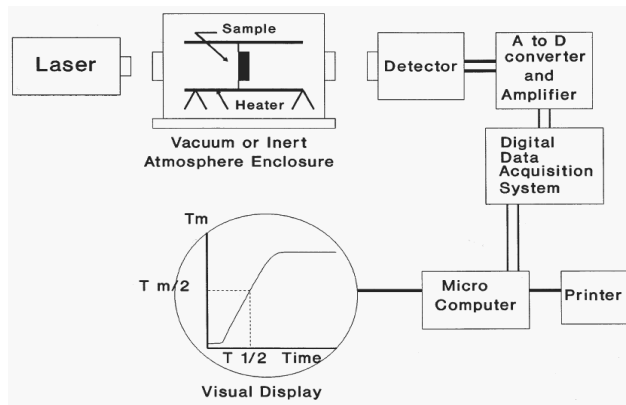 Laser
Sample
Heater
Vacuum or Inert
Atmosphere Enclosure
Detector
A to D
converter
and
Amplifier
Digital
Data
Acquisition
System
Micro
Computer
Printer
Tm
T m/2
T 1/2 Time
Visual Display